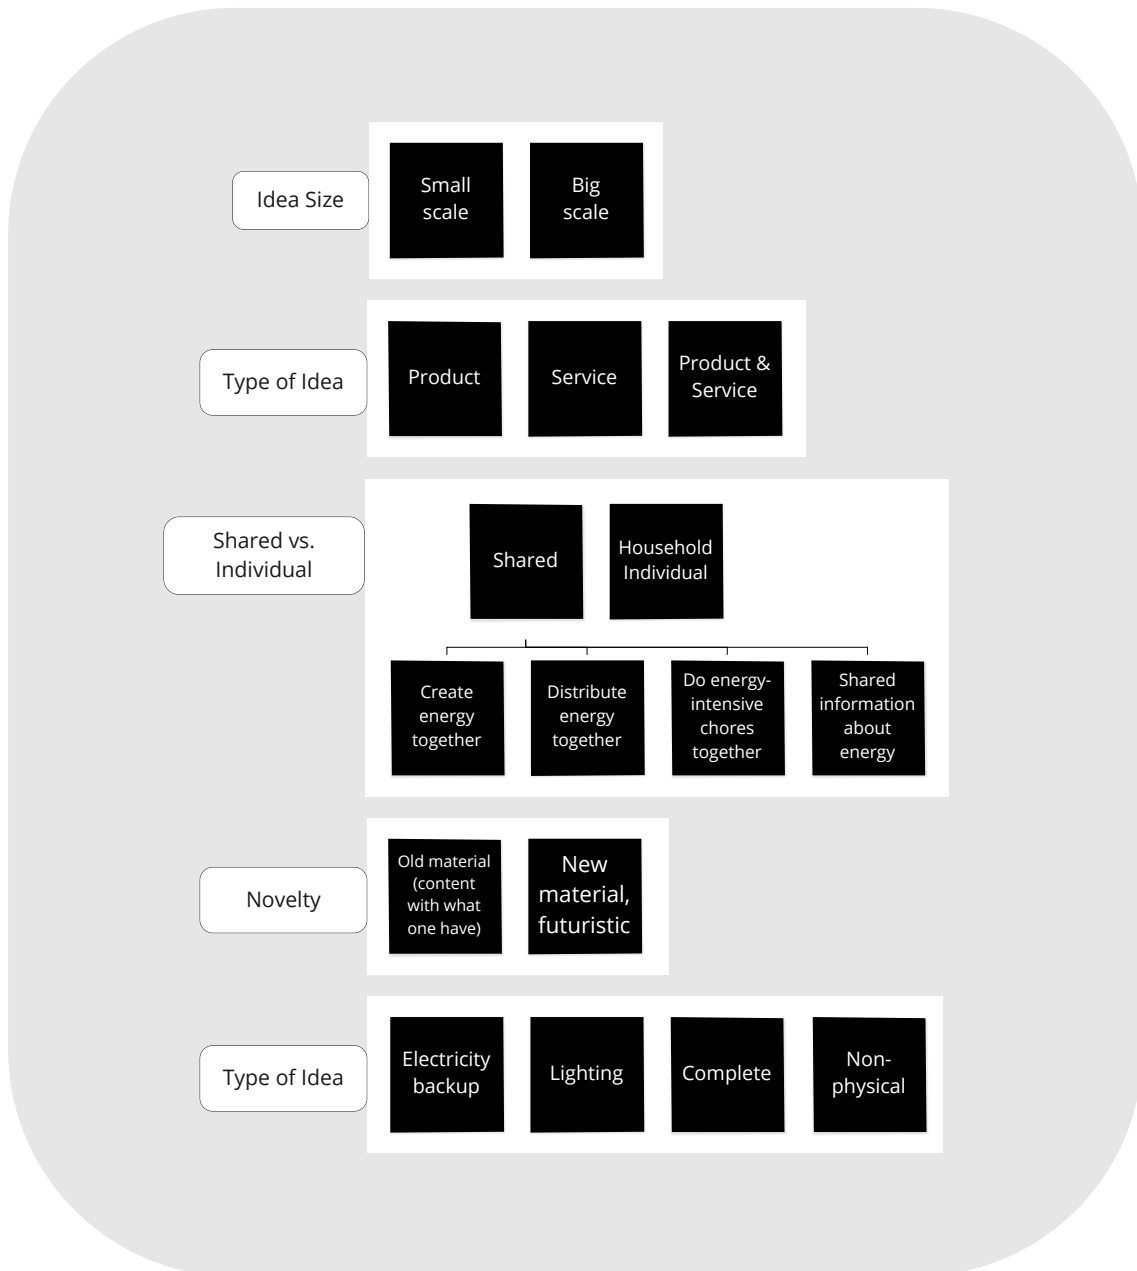 Idea Size
Small
scale
Big
scale
Type of Idea
Product
Service
Product &
Service
Shared vs.
Individual
Shared
Household
Individual
Create
energy
together
Distribute
energy
together
Do energy-
intensive
chores
together
Shared
information
about
energy
Novelty
Old material
(content
with what
one have)
New
material,
futuristic
Type of Idea
Electricity
backup
Lighting
Complete
Non-
physical